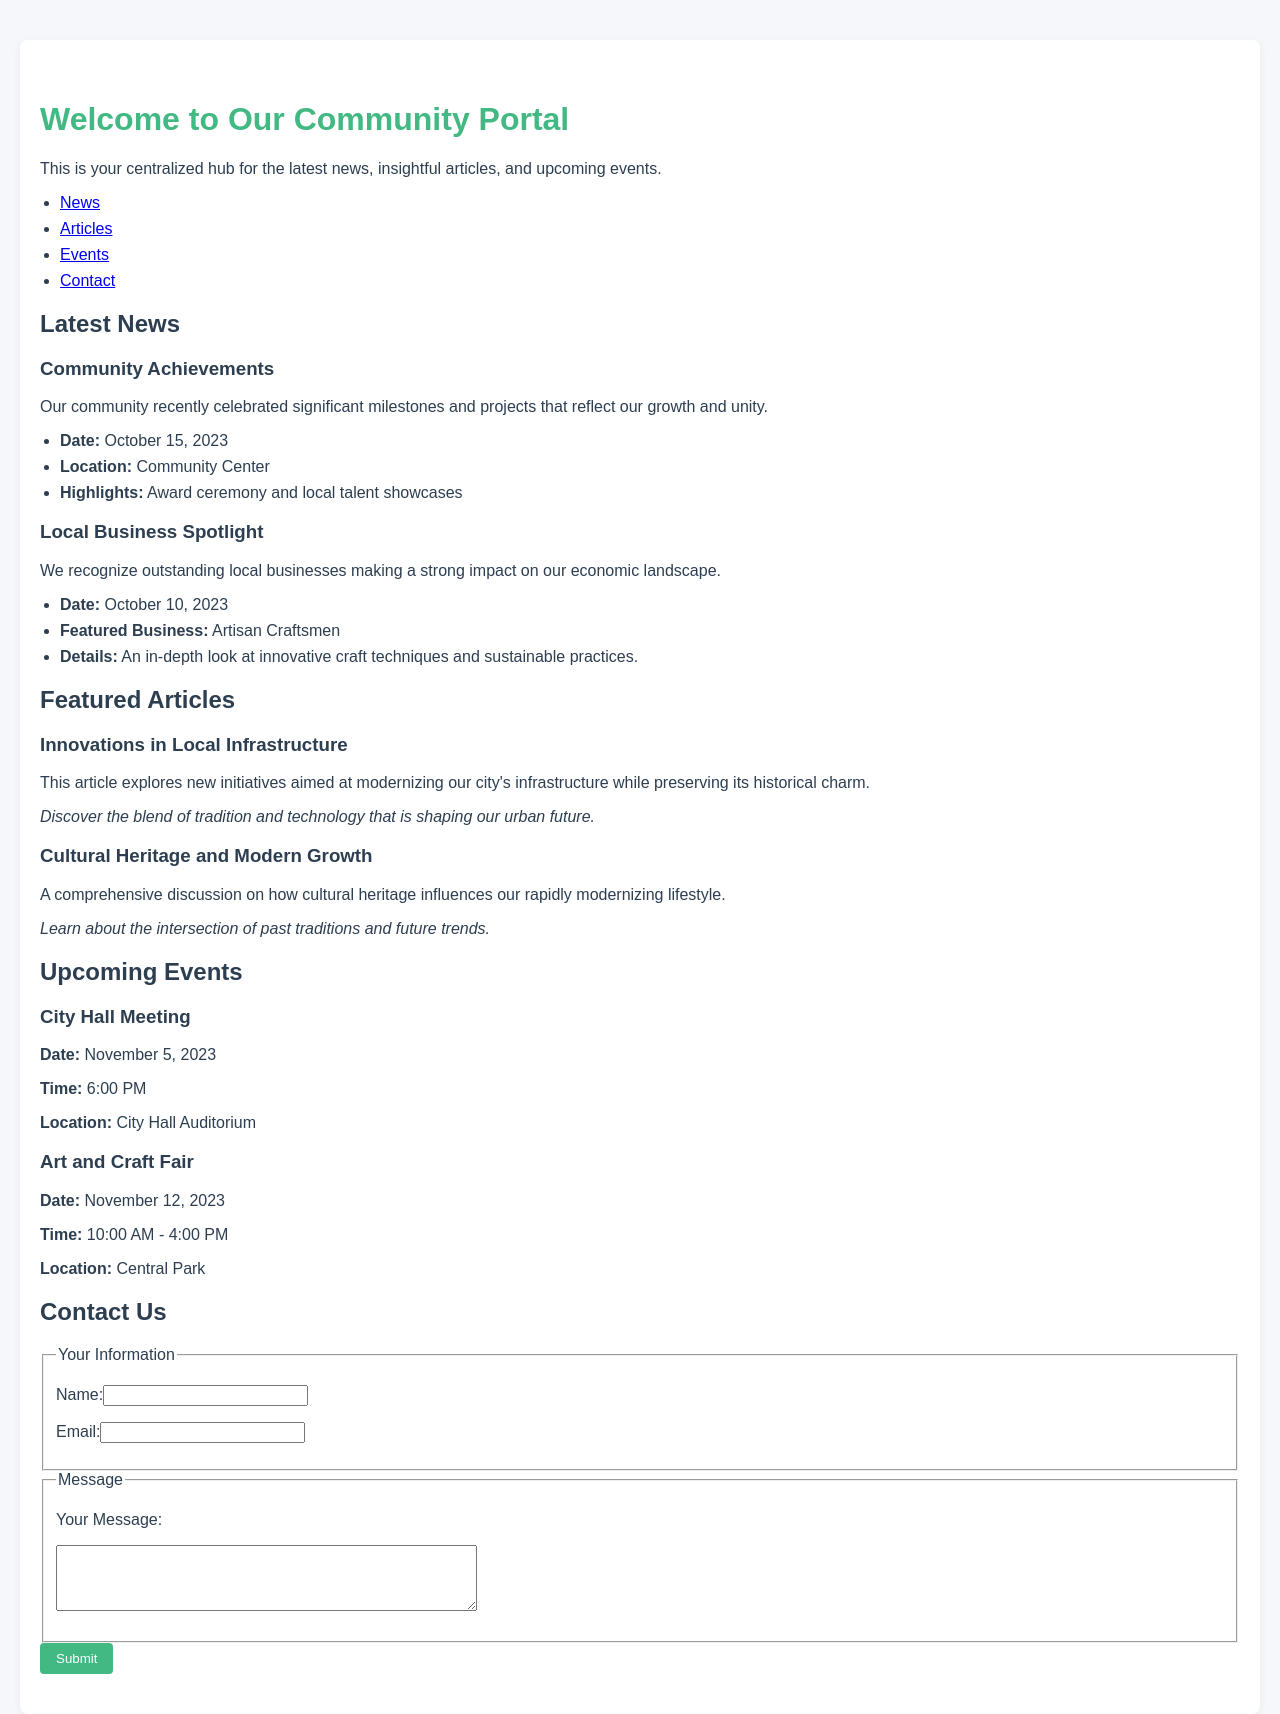 Welcome to Our Community Portal
This is your centralized hub for the latest news, insightful articles, and upcoming events.
News
Articles
Events
Contact
Latest News
Community Achievements
Our community recently celebrated significant milestones and projects that reflect our growth and unity.
Date: October 15, 2023
Location: Community Center
Highlights: Award ceremony and local talent showcases
Local Business Spotlight
We recognize outstanding local businesses making a strong impact on our economic landscape.
Date: October 10, 2023
Featured Business: Artisan Craftsmen
Details: An in-depth look at innovative craft techniques and sustainable practices.
Featured Articles
Innovations in Local Infrastructure
This article explores new initiatives aimed at modernizing our city's infrastructure while preserving its historical charm.
Discover the blend of tradition and technology that is shaping our urban future.
Cultural Heritage and Modern Growth
A comprehensive discussion on how cultural heritage influences our rapidly modernizing lifestyle.
Learn about the intersection of past traditions and future trends.
Upcoming Events
City Hall Meeting
Date: November 5, 2023
Time: 6:00 PM
Location: City Hall Auditorium
Art and Craft Fair
Date: November 12, 2023
Time: 10:00 AM - 4:00 PM
Location: Central Park
Contact Us
Your Information
Name:
Email:
Message
Your Message:
Submit